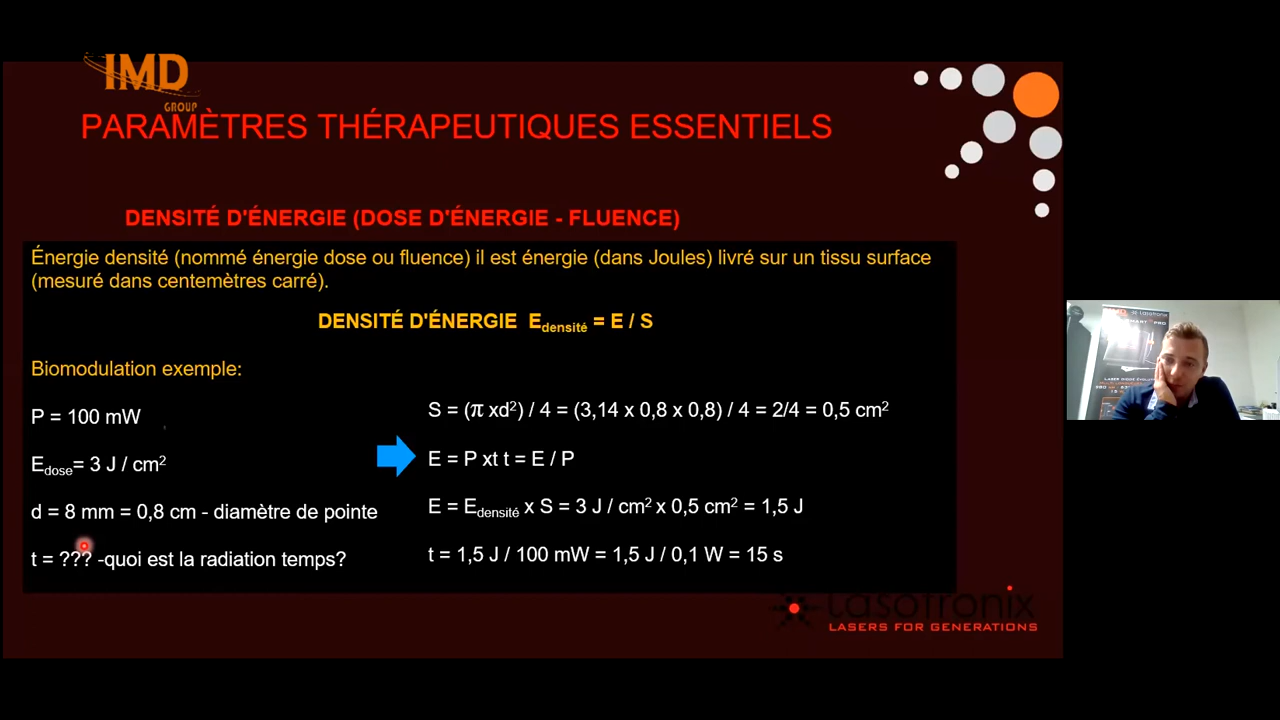 IMD
GROUP
PARAMÈTRES THÉRAPEUTIQUES ESSENTIELS
DENSITÉ D'ÉNERGIE (DOSE D'ÉNERGIE - FLUENCE)
Énergie densité (nommé énergie dose ou fluence) il est énergie (dans Joules) livré sur un tissu surface
(mesuré dans centemètres carré).
DENSITÉ D'ÉNERGIE E densité = E / S
Biomodulation exemple:
P = 100 mW
E dose= 3 J / cm²
d = 8 mm = 0,8 cm - diamètre de pointe
t = ??? -quoi est la radiation temps?
S = (π xd²) / 4 = (3,14 x 0,8 x 0,8) / 4 = 2/4 = 0,5 cm²
E = P xt t = E / P
E = E densité x S = 3 J / cm² x 0,5 cm² = 1,5 J
t = 1,5 J / 100 mW = 1,5 J / 0,1 W = 15 s
Lasotronix
LASERS FOR GENERATIONS